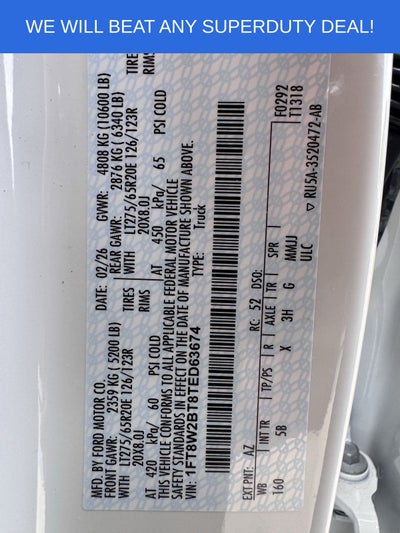 WE WILL BEAT ANY SUPERDUTY DEAL!
MFD. BY FORD MOTOR CO.
DATE: 02/26 GVWR: 4808 KG (10600 LB)
FRONT GAWR: 2359 KG ( 5200 LB)
REAR GAWR: 2876 KG ( 6340 LB)
WITH LT275/65R20E 126/123R TIRES
WITH LT275/65R20E 126/123R TIRE
20X8.0J RIMS
20X8.0J RIMS
AT 420 kPa/ 60 PSI COLD
AT 450 kPa/ 65 PSI COLD
THIS VEHICLE CONFORMS TO ALL APPLICABLE FEDERAL MOTOR VEHICLE
SAFETY STANDARDS IN EFFECT ON THE DATE OF MANUFACTURE SHOWN ABOVE.
VIN: 1FT8W2BT8TED63674
TYPE: Truck
F0292
T1318
EXT PNT: AZ RC: 52 DSO:
WB INT TR TP/PS R AXLE TR SPR
160 5B X 3H G MMJJ
ULC
▽ RU5A-3520472-AB